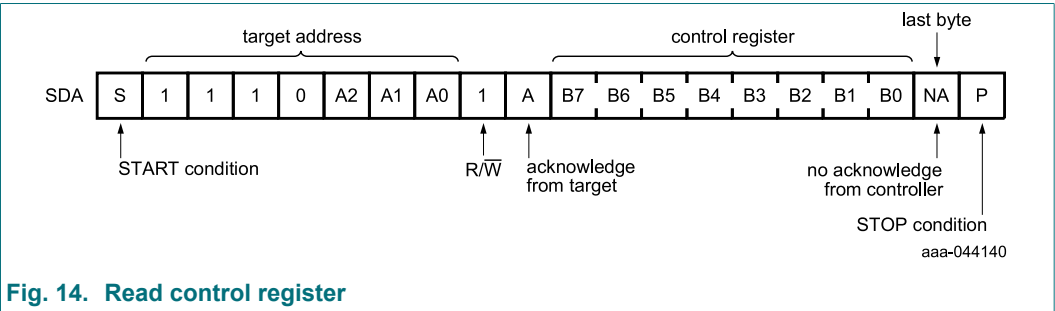 last byte
target address control register
SDA S 1 1 1 0 A2 A1 A0 1 A B7 B6 B5 B4 B3 B2 B1 B0 NA P
START condition R/W̅ acknowledge
from target
no acknowledge
from controller
STOP condition
aaa-044140
Fig. 14. Read control register